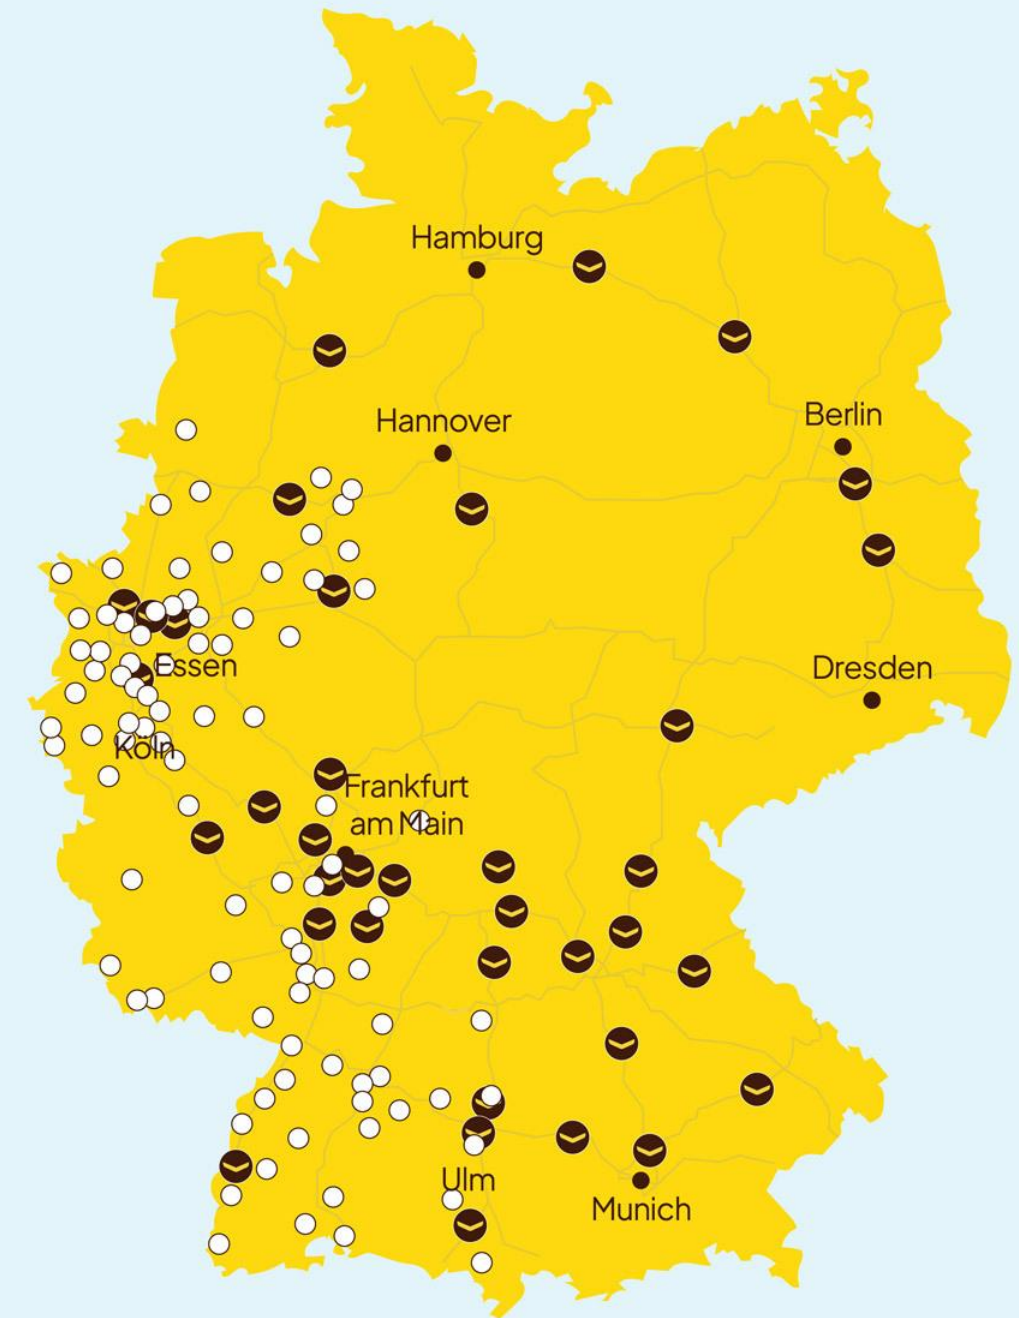 Hamburg
Hannover
Berlin
Essen
Dresden
Köln
Frankfurt
am Main
Ulm
Munich